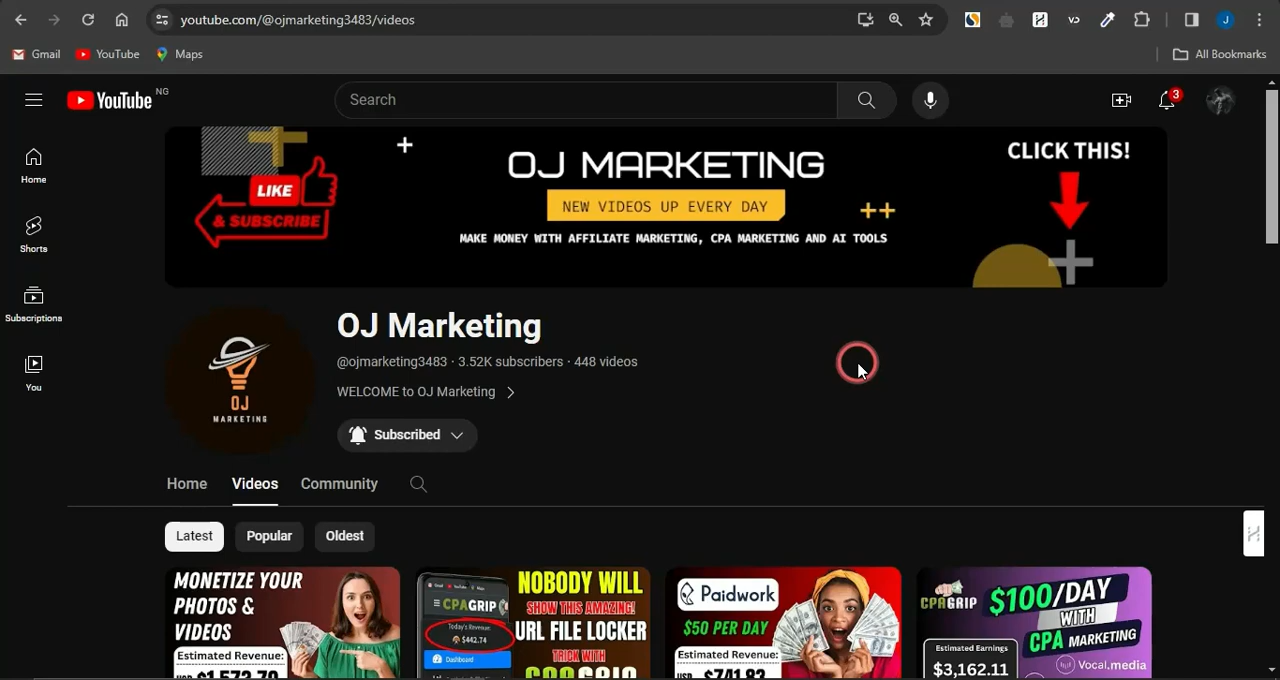 youtube.com/@ojmarketing3483/videos
J
Gmail
YouTube
Maps
All Bookmarks
YouTube NG
Search
3
Home
Shorts
Subscriptions
You
LIKE
& SUBSCRIBE
OJ MARKETING
NEW VIDEOS UP EVERY DAY
MAKE MONEY WITH AFFILIATE MARKETING, CPA MARKETING AND AI TOOLS
CLICK THIS!
OJ
MARKETING
OJ Marketing
@ojmarketing3483 · 3.52K subscribers · 448 videos
WELCOME to OJ Marketing
Subscribed
Home Videos Community
Latest Popular Oldest
MONETIZE YOUR
PHOTOS &
VIDEOS
Estimated Revenue:
CPAGRIP
Today's Revenue:
$442.74
Dashboard
NOBODY WILL
SHOW THIS AMAZING!
URL FILE LOCKER
TRICK WITH
CPAGRIP
Paidwork
$50 PER DAY
Estimated Revenue:
CPAGRIP
$100/DAY
WITH
CPA MARKETING
Estimated Earnings
$3,162.11
Vocal.media